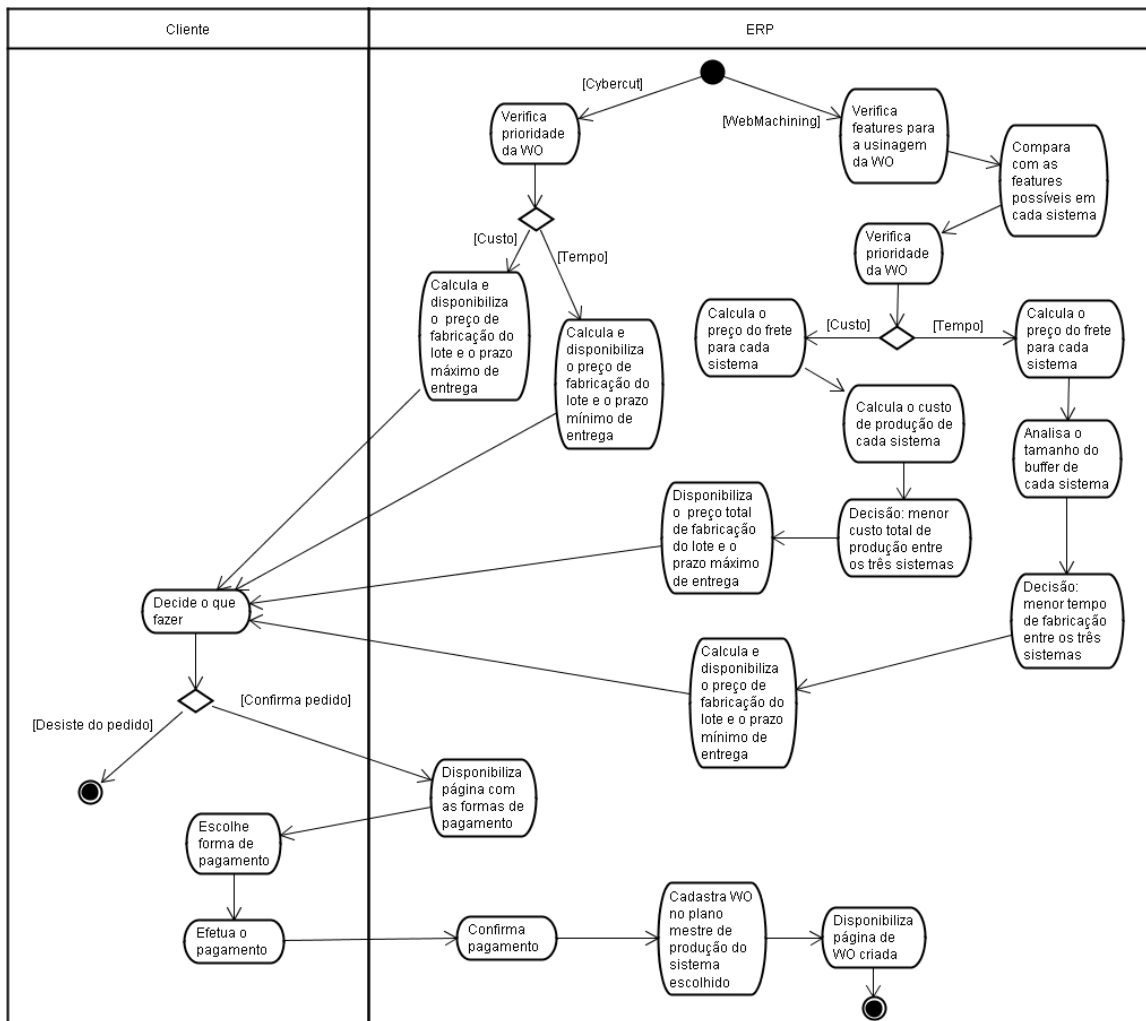 Cliente
ERP
[Cybercut]
[WebMachining]
Verifica
prioridade
da WO
Verifica
features para
a usinagem
da WO
Compara
com as
features
possíveis em
cada sistema
Verifica
prioridade
da WO
[Custo]
[Tempo]
Calcula e
disponibiliza
o preço de
fabricação do
lote e o prazo
máximo de
entrega
Calcula e
disponibiliza
o preço de
fabricação do
lote e o prazo
mínimo de
entrega
Calcula o
preço do frete
para cada
sistema
[Custo]
[Tempo]
Calcula o
preço do frete
para cada
sistema
Calcula o custo
de produção de
cada sistema
Analisa o
tamanho do
buffer de
cada sistema
Disponibiliza
o preço total
de fabricação
do lote e o
prazo máximo
de entrega
Decisão: menor
custo total de
produção entre
os três sistemas
Decisão:
menor tempo
de fabricação
entre os três
sistemas
Decide o que
fazer
Calcula e
disponibiliza
o preço de
fabricação do
lote e o prazo
mínimo de
entrega
[Confirma pedido]
[Desiste do pedido]
Disponibiliza
página com
as formas de
pagamento
Escolhe
forma de
pagamento
Efetua o
pagamento
Confirma
pagamento
Cadastra WO
no plano
mestre de
produção do
sistema
escolhido
Disponibiliza
página de
WO criada